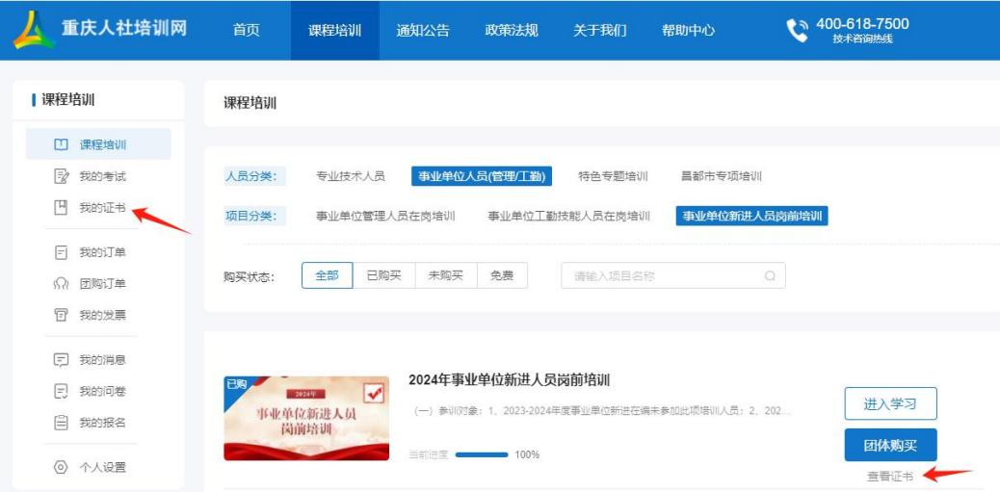 重庆人社培训网
首页 课程培训 通知公告 政策法规 关于我们 帮助中心
400-618-7500
技术咨询热线
课程培训
课程培训
我的考试
我的证书
我的订单
团购订单
我的发票
我的消息
我的问卷
我的报名
个人设置
课程培训
人员分类: 专业技术人员 事业单位人员(管理/工勤) 特色专题培训 昌都市专项培训
项目分类: 事业单位管理人员在岗培训 事业单位工勤技能人员在岗培训 事业单位新进人员岗前培训
购买状态: 全部 已购买 未购买 免费 请输入项目名称
已购
2024年
事业单位新进人员
岗前培训
2024年事业单位新进人员岗前培训
（一）参训对象：1、2023-2024年度事业单位新进在编未参加此项培训人员；2、202...
当前进度 100%
进入学习
团体购买
查看证书